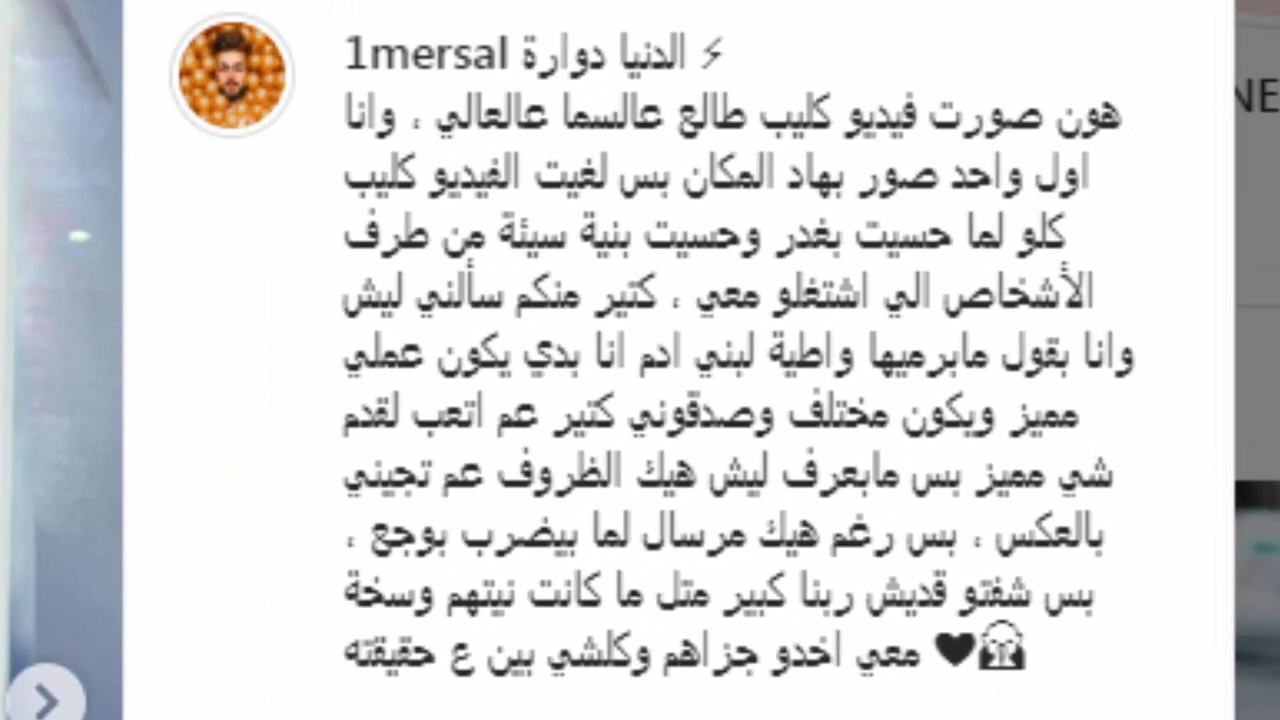 1mersal الدنيا دوارة ⚡
هون صورت فيديو كليب طالع عالسما عالعالي ، وانا
اول واحد صور بهاد المكان بس لغيت الفيديو كليب
كلو لما حسيت بغدر وحسيت بنية سيئة من طرف
الأشخاص الي اشتغلو معي ، كتير منكم سألني ليش
وانا بقول مابرميها واطية لبني ادم انا بدي يكون عملي
مميز ويكون مختلف وصدقوني كتير عم اتعب لقدم
شي مميز بس مابعرف ليش هيك الظروف عم تجيني
بالعكس ، بس رغم هيك مرسال لما بيضرب بوجع ،
بس شفتو قديش ربنا كبير متل ما كانت نيتهم وسخة
معي اخدو جزاهم وكلشي بين ع حقيقته
NE